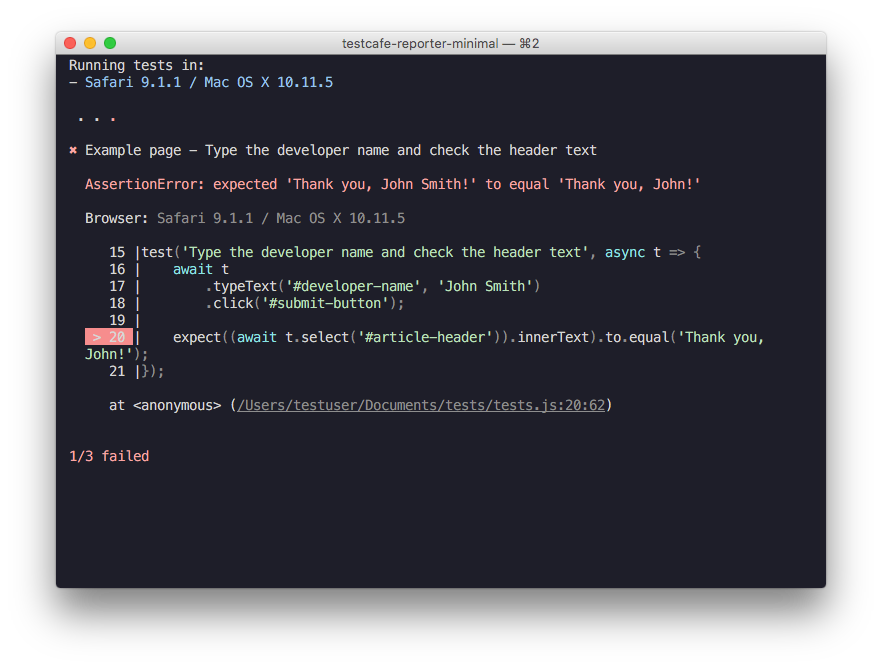 testcafe-reporter-minimal — ⌘2
Running tests in:
- Safari 9.1.1 / Mac OS X 10.11.5
. . .
✖ Example page - Type the developer name and check the header text
AssertionError: expected 'Thank you, John Smith!' to equal 'Thank you, John!'
Browser: Safari 9.1.1 / Mac OS X 10.11.5
15 |test('Type the developer name and check the header text', async t => {
16 |    await t
17 |        .typeText('#developer-name', 'John Smith')
18 |        .click('#submit-button');
19 |
> 20 |    expect((await t.select('#article-header')).innerText).to.equal('Thank you,
John!');
21 |});
at <anonymous> (/Users/testuser/Documents/tests/tests.js:20:62)
1/3 failed